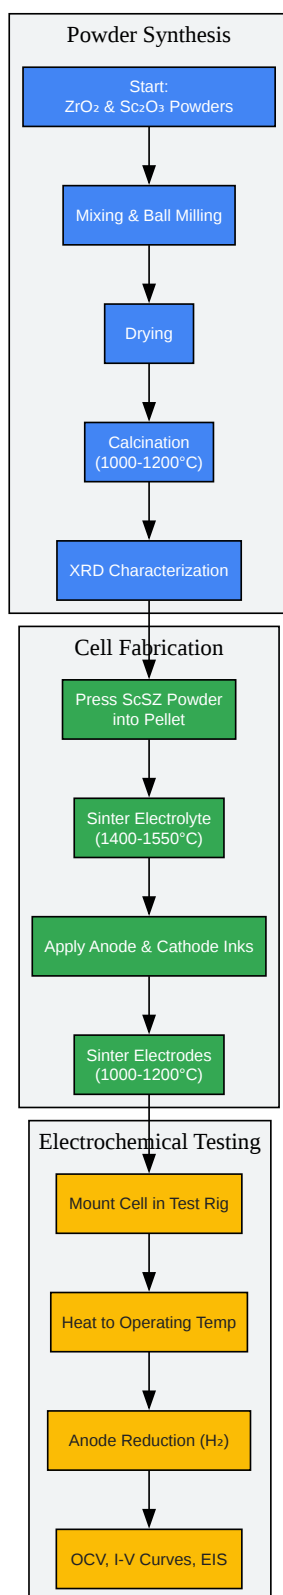 Powder Synthesis
Start:
ZrO₂ & Sc₂O₃ Powders
Mixing & Ball Milling
Drying
Calcination
(1000-1200°C)
XRD Characterization
Cell Fabrication
Press ScSZ Powder
into Pellet
Sinter Electrolyte
(1400-1550°C)
Apply Anode & Cathode Inks
Sinter Electrodes
(1000-1200°C)
Electrochemical Testing
Mount Cell in Test Rig
Heat to Operating Temp
Anode Reduction (H₂)
OCV, I-V Curves, EIS